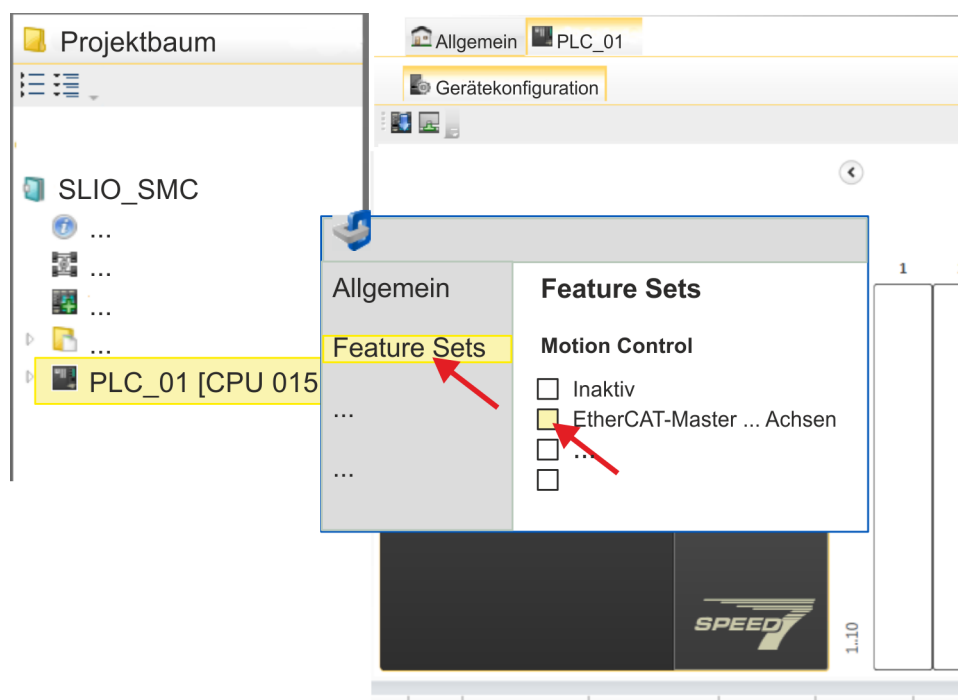 Projektbaum
SLIO_SMC
...
...
...
...
PLC_01 [CPU 015
Allgemein
PLC_01
Gerätekonfiguration
Allgemein
Feature Sets
...
...
Feature Sets
Motion Control
Inaktiv
EtherCAT-Master ... Achsen
...
1
SPEED7
1..10